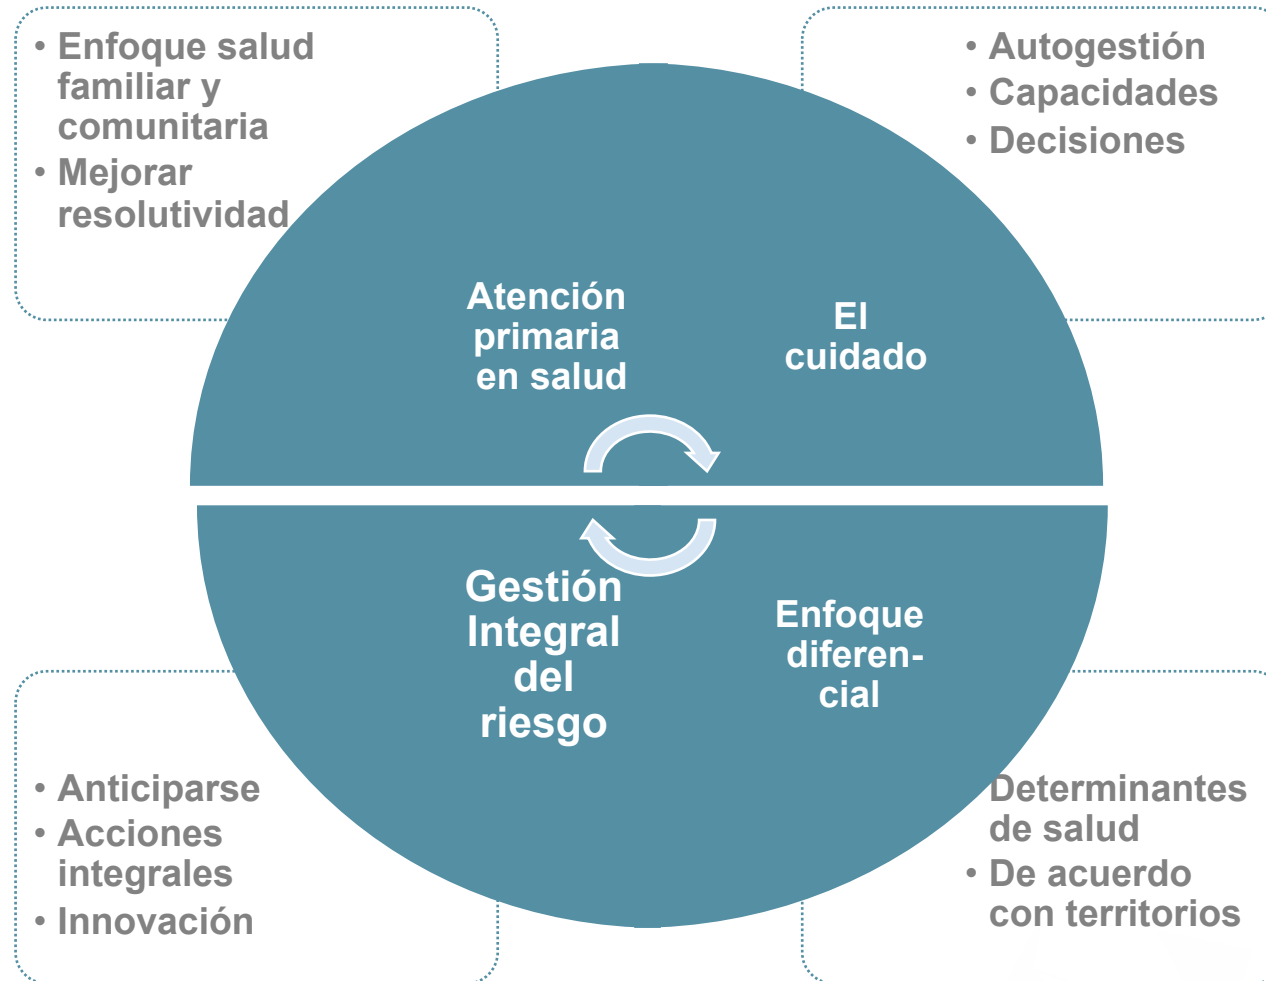 • Enfoque salud
familiar y
comunitaria
• Mejorar
resolutividad
• Autogestión
• Capacidades
• Decisiones
Atención
primaria
en salud
El
cuidado
Gestión
Integral
del
riesgo
Enfoque
diferen-
cial
• Anticiparse
• Acciones
integrales
• Innovación
Determinantes
de salud
• De acuerdo
con territorios